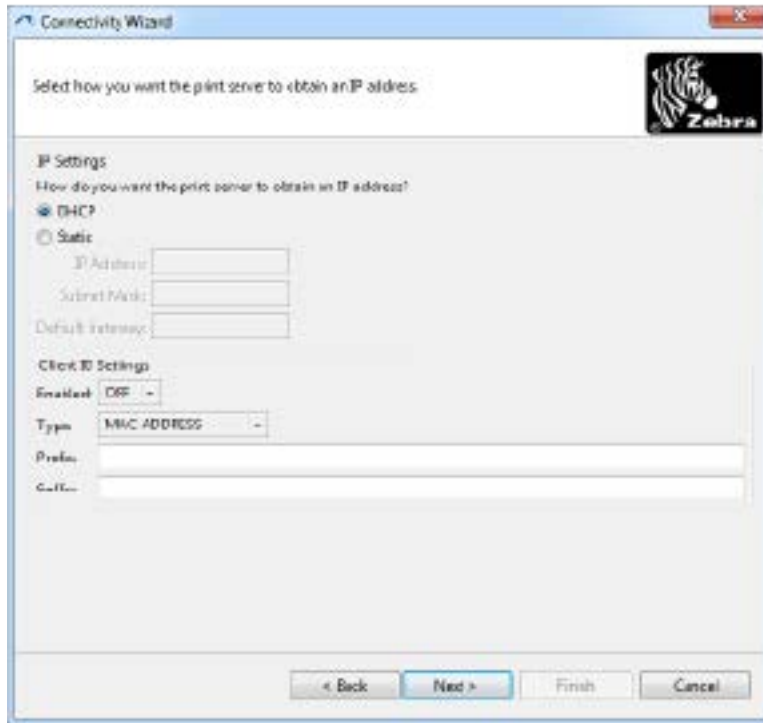 Connectivity Wizard
Select how you want the print server to obtain an IP address
Zebra
IP Settings
How do you want the print server to obtain an IP address?
DHCP
Static
IP Address:
Subnet Mask:
Default Gateway:
Client ID Settings
Enabled: OFF
Type: MAC ADDRESS
Prefix:
Suffix:
< Back Next > Finish Cancel